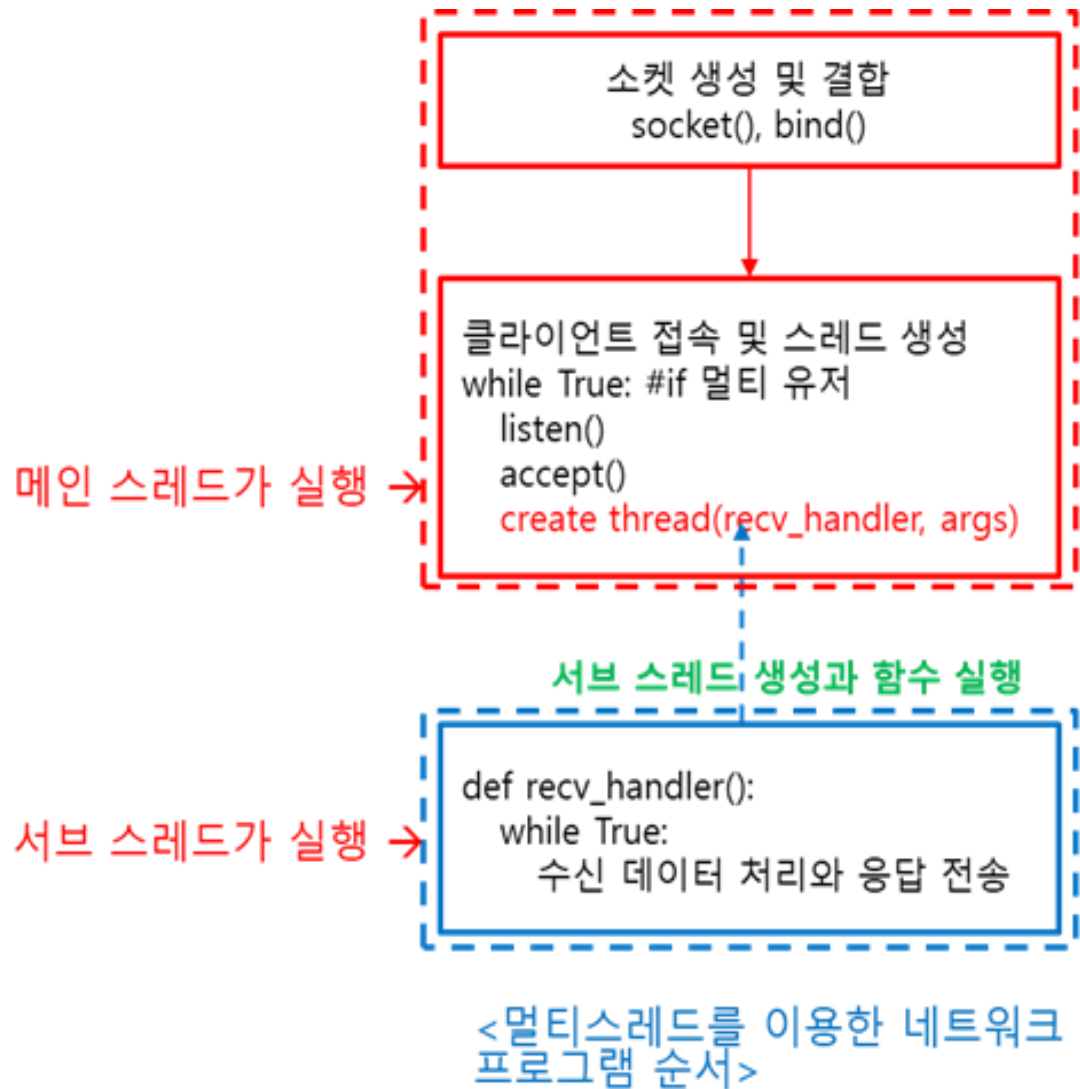 소켓 생성 및 결합
socket(), bind()
클라이언트 접속 및 스레드 생성
while True: #if 멀티 유저
listen()
accept()
create thread(recv_handler, args)
메인 스레드가 실행 →
서브 스레드 생성과 함수 실행
def recv_handler():
while True:
수신 데이터 처리와 응답 전송
서브 스레드가 실행 →
<멀티스레드를 이용한 네트워크
프로그램 순서>